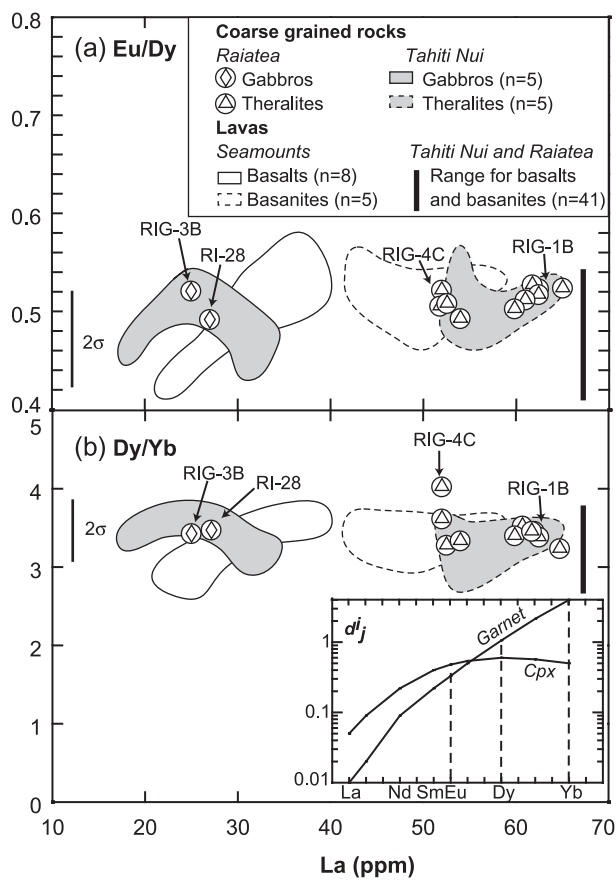 (a) Eu/Dy
Coarse grained rocks
Raiatea Tahiti Nui
Gabbros Gabbros (n=5)
Theralites Theralites (n=5)
Lavas
Seamounts Tahiti Nui and Raiatea
Basalts (n=8) Range for basalts
Basanites (n=5) and basanites (n=41)
0.8
0.7
0.6
0.5
0.4
RIG-3B
RI-28
RIG-4C
RIG-1B
2σ
(b) Dy/Yb
5
4
3
2
1
0
RIG-3B
RI-28
RIG-4C
RIG-1B
2σ
dij
Garnet
Cpx
1
0.1
0.01
La Nd SmEu Dy Yb
10 20 30 40 50 60 70
La (ppm)